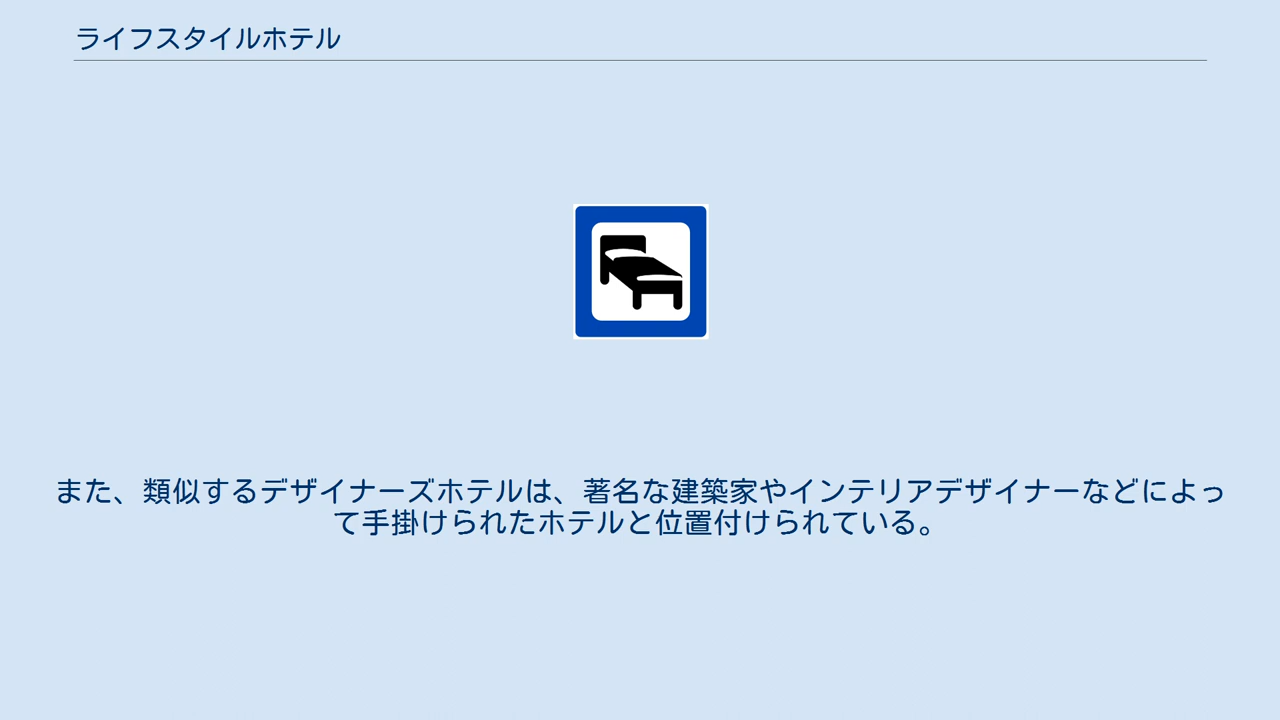 ライフスタイルホテル
また、類似するデザイナーズホテルは、著名な建築家やインテリアデザイナーなどによっ
て手掛けられたホテルと位置付けられている。